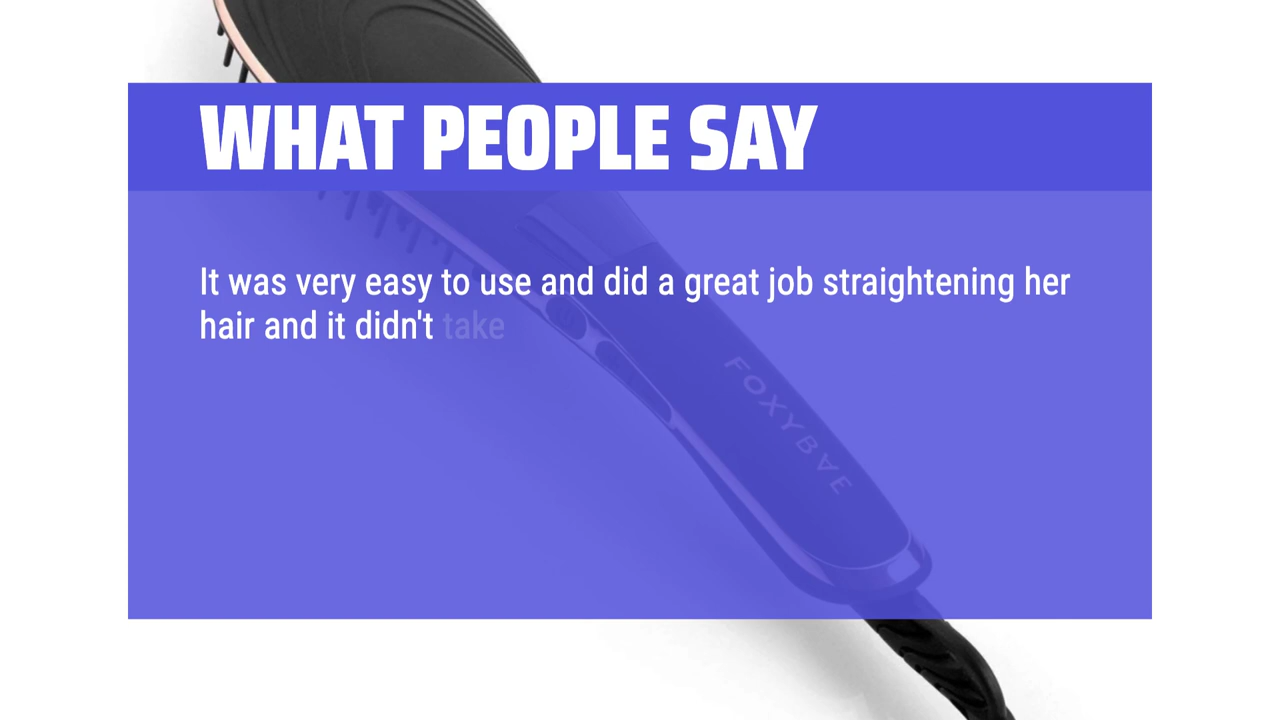 WHAT PEOPLE SAY
It was very easy to use and did a great job straightening her
hair and it didn't take
FOXYBAE